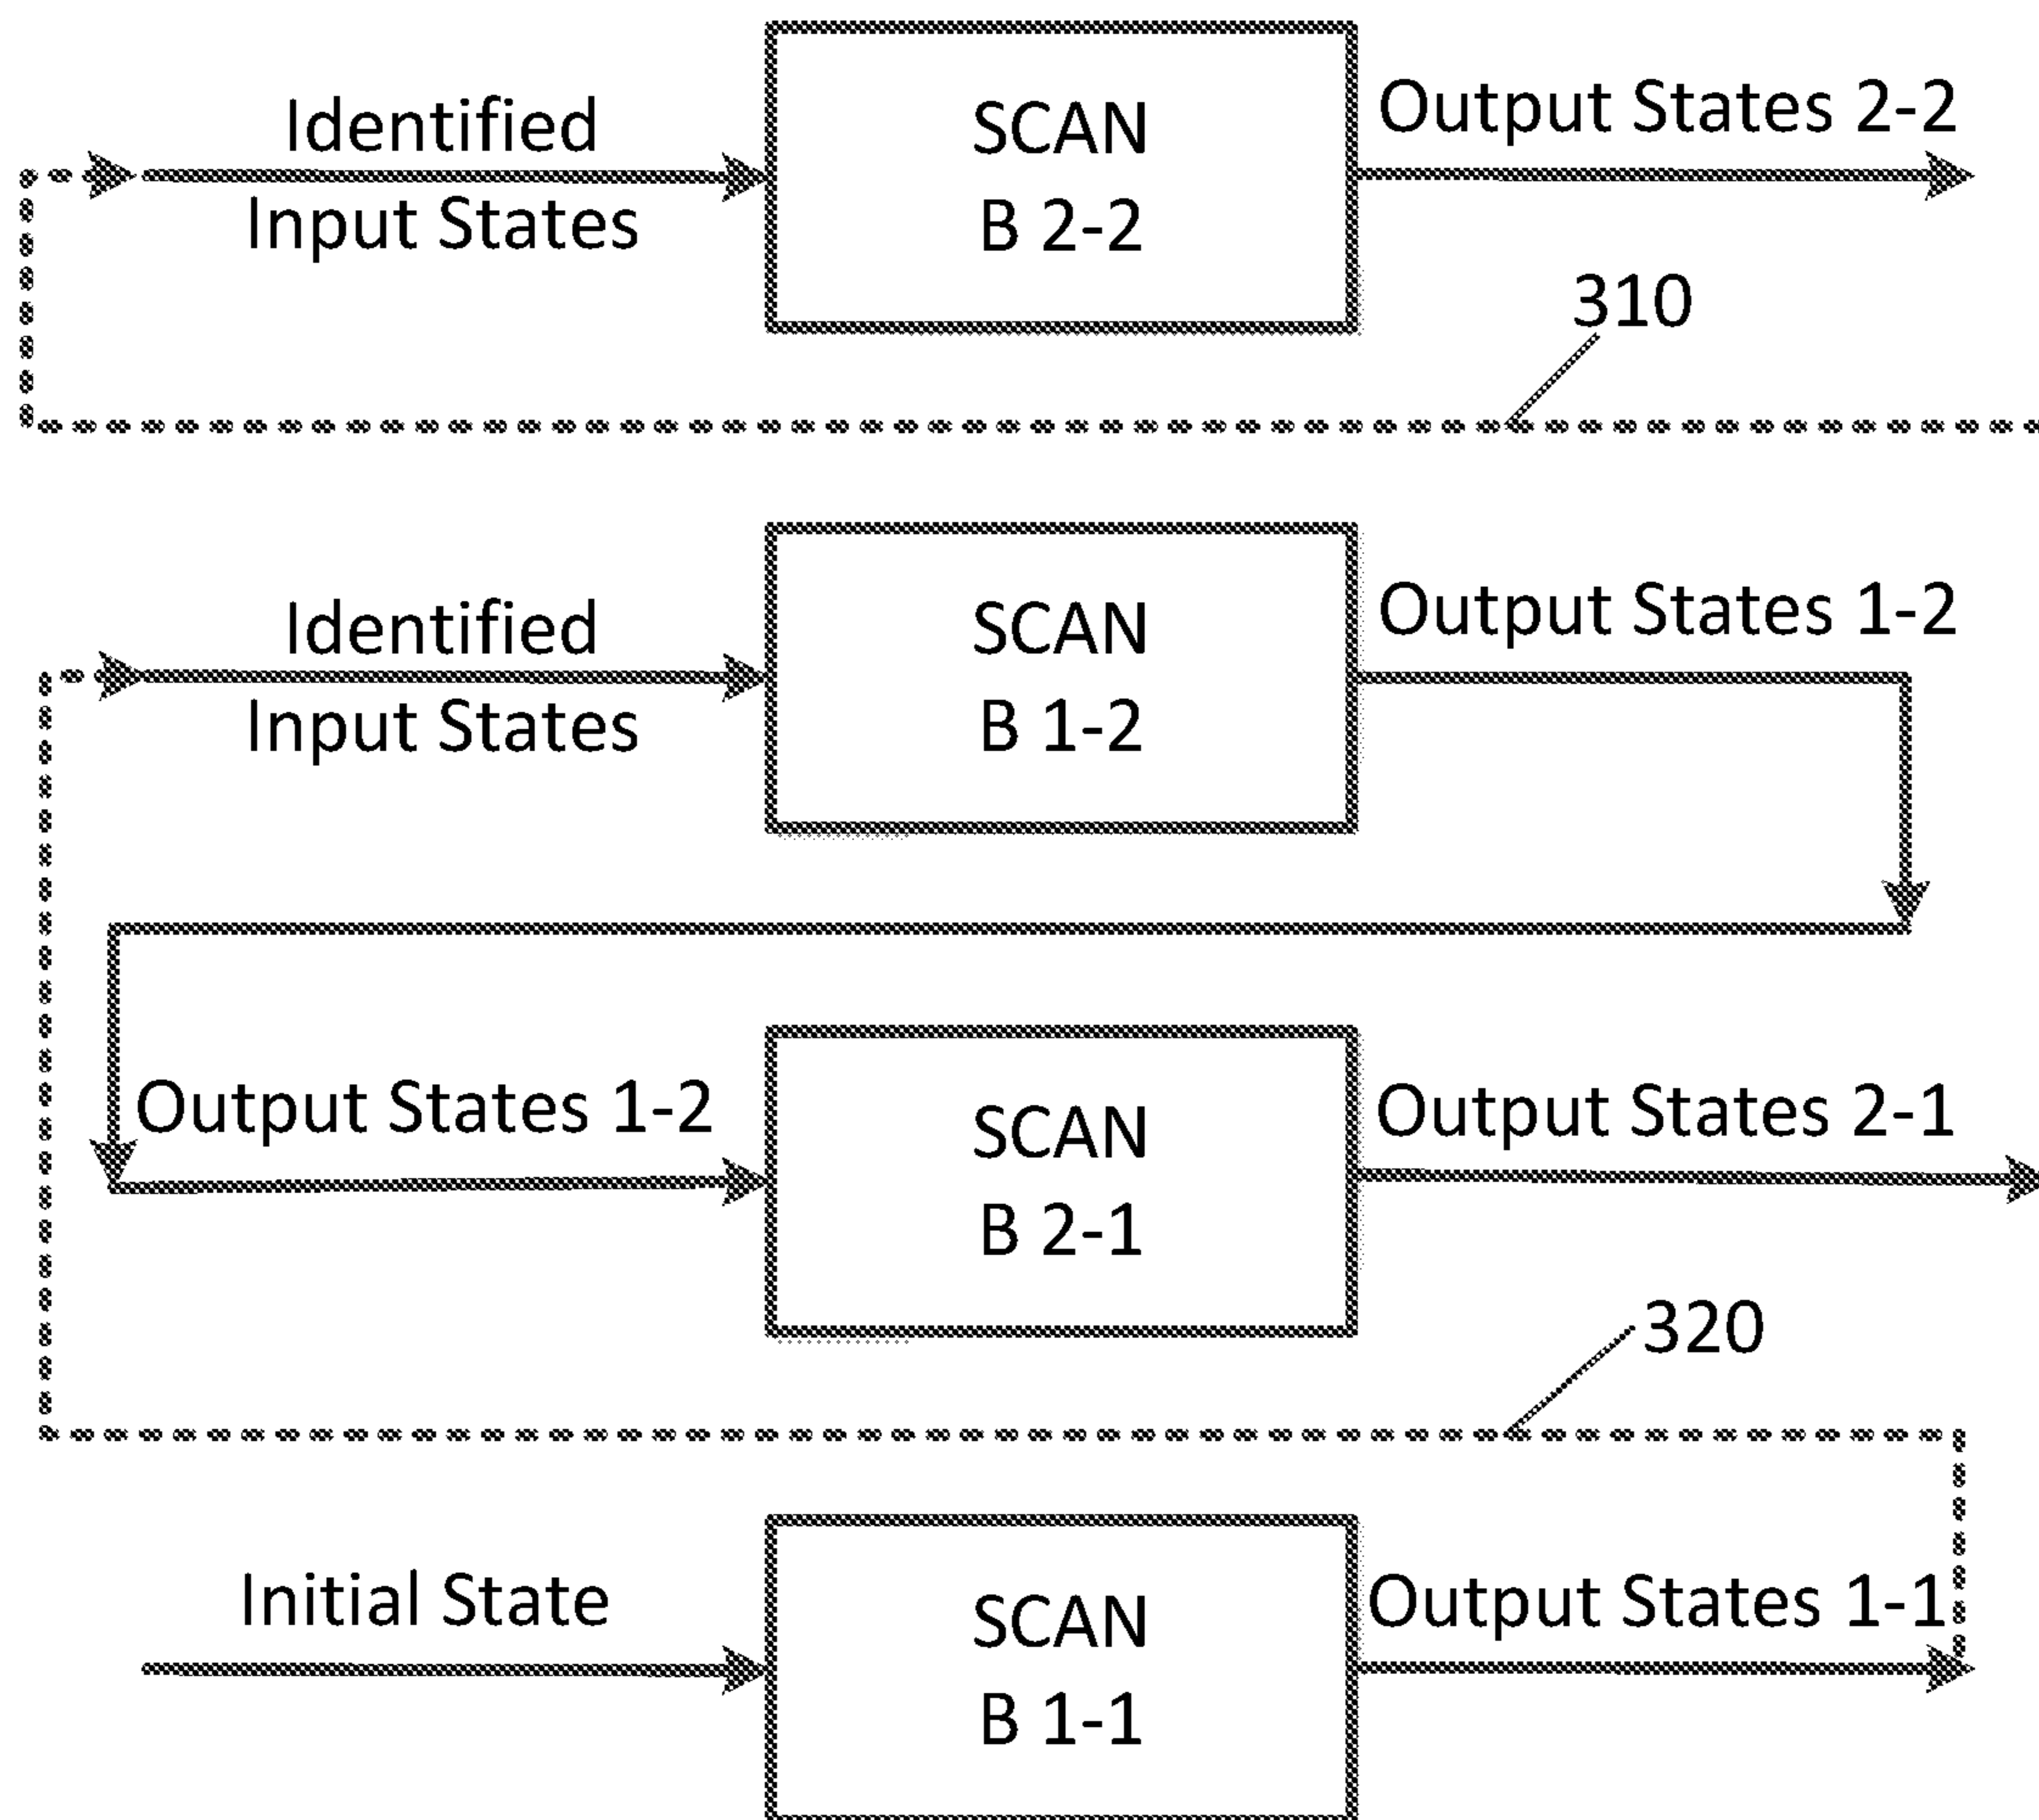 Identified
Input States
SCAN
B 2-2
Output States 2-2
310
Identified
Input States
SCAN
B 1-2
Output States 1-2
Output States 1-2
SCAN
B 2-1
Output States 2-1
320
Initial State
SCAN
B 1-1
Output States 1-1